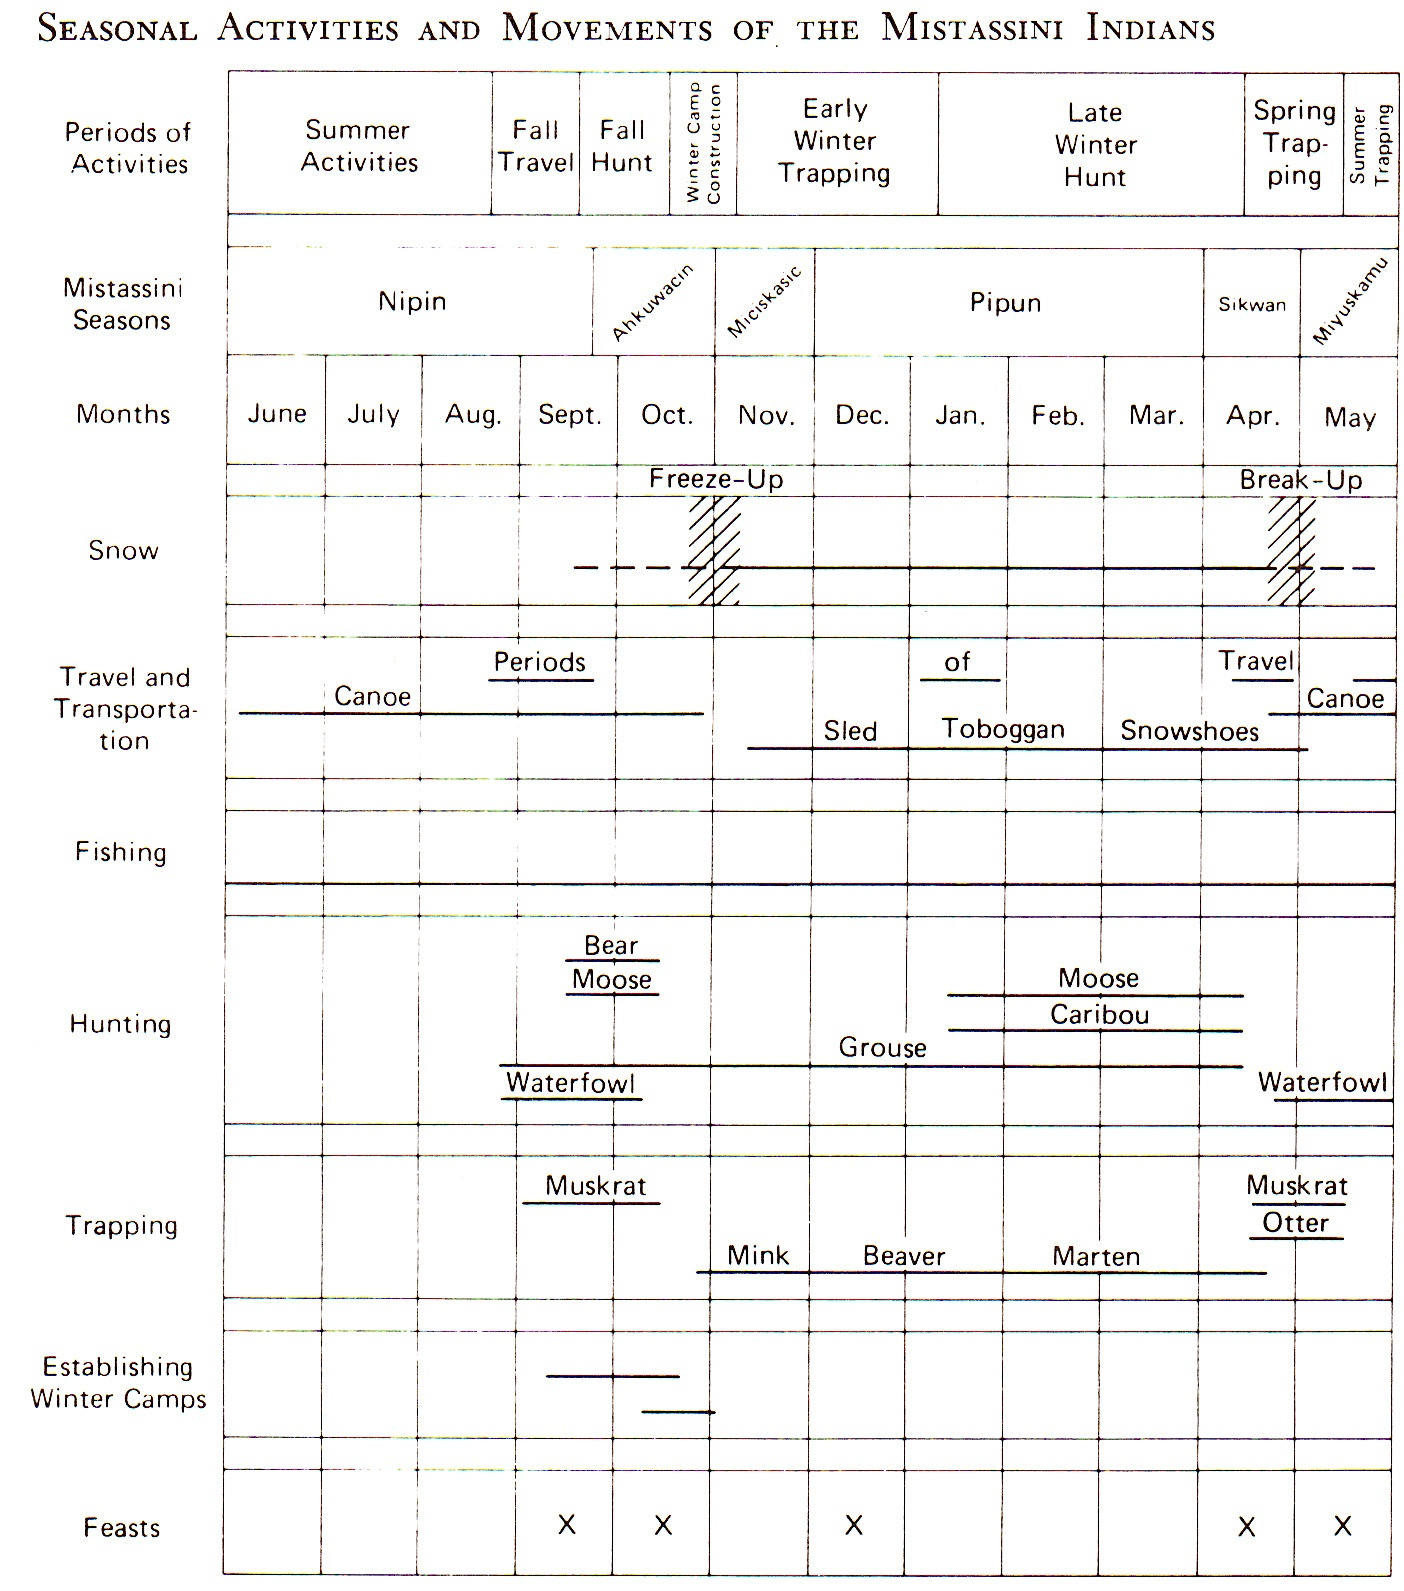 SEASONAL ACTIVITIES AND MOVEMENTS OF THE MISTASSINI INDIANS
Periods of
Activities
Summer
Activities
Fall
Travel
Fall
Hunt
Winter Camp
Construction
Early
Winter
Trapping
Late
Winter
Hunt
Spring
Trap-
ping
Summer
Trapping
Mistassini
Seasons
Nipin
Ahkuwacin
Miciskasic
Pipun
Sikwan
Miyuskamu
Months
June
July
Aug.
Sept.
Oct.
Nov.
Dec.
Jan.
Feb.
Mar.
Apr.
May
Freeze-Up
Break-Up
Snow
Travel and
Transporta-
tion
Periods
of
Travel
Canoe
Canoe
Sled
Toboggan
Snowshoes
Fishing
Hunting
Bear
Moose
Moose
Caribou
Grouse
Waterfowl
Waterfowl
Trapping
Muskrat
Muskrat
Otter
Mink
Beaver
Marten
Establishing
Winter Camps
Feasts
X
X
X
X
X